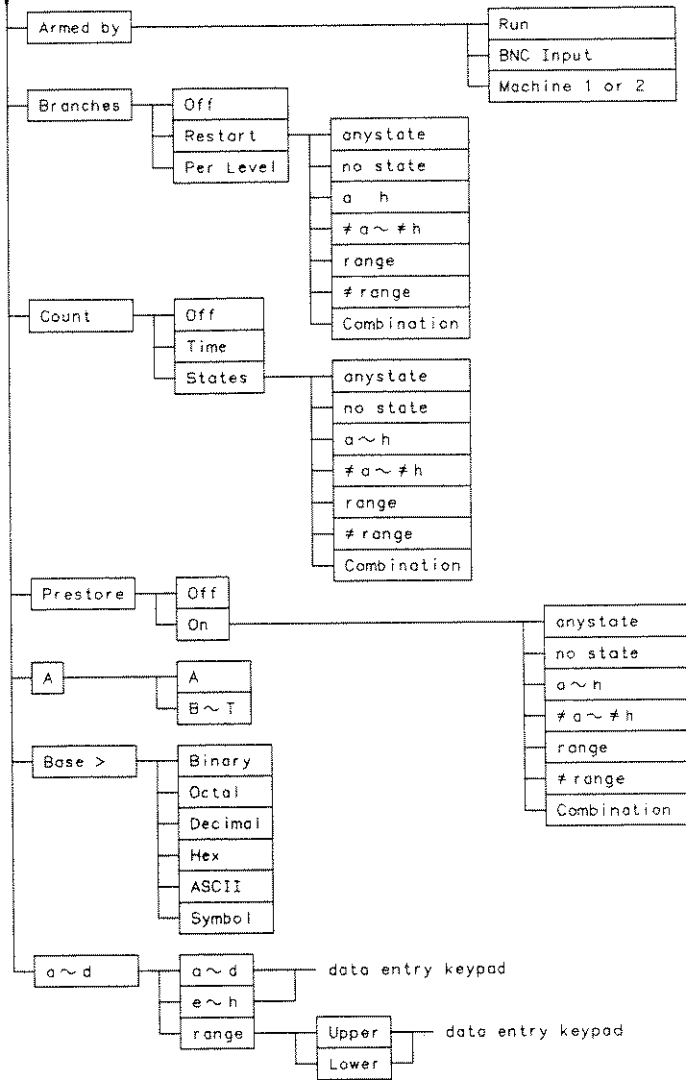 Armed by
Run
BNC Input
Machine 1 or 2
Branches
Off
Restart
Per Level
anystate
no state
a h
≠ a ~ ≠ h
range
≠ range
Combination
Count
Off
Time
States
anystate
no state
a ~ h
≠ a ~ ≠ h
range
≠ range
Combination
Prestore
Off
On
anystate
no state
a ~ h
≠ a ~ ≠ h
range
≠ range
Combination
A
A
B ~ T
Base >
Binary
Octal
Decimal
Hex
ASCII
Symbol
a ~ d
a ~ d
e ~ h
range
data entry keypad
Upper
Lower
data entry keypad